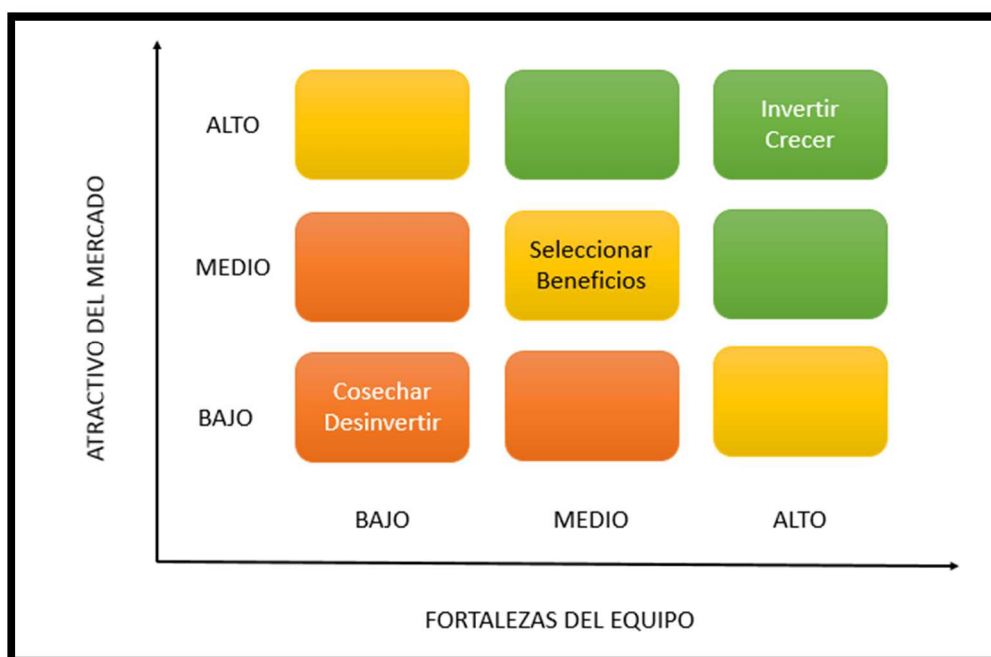 ATRACTIVO DEL MERCADO
ALTO
Invertir
Crecer
MEDIO
Seleccionar
Beneficios
BAJO
Cosechar
Desinvertir
BAJO
MEDIO
ALTO
FORTALEZAS DEL EQUIPO